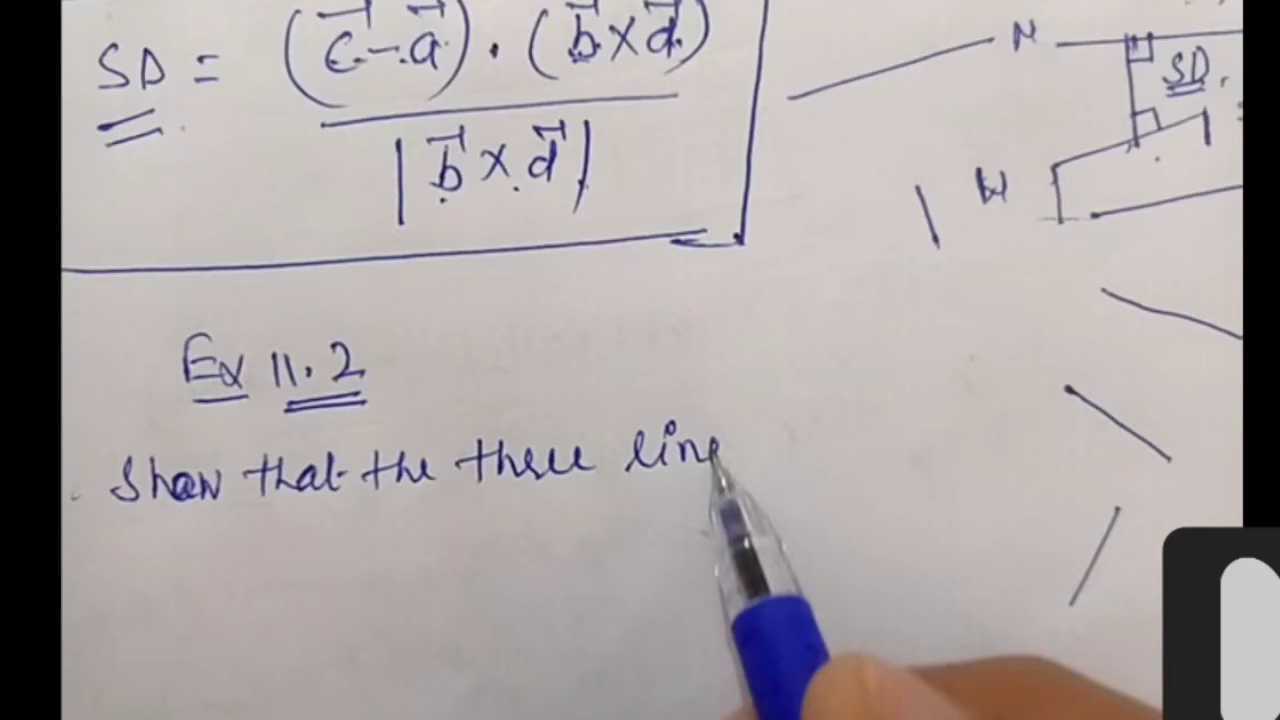 SD = (c⃗ - a⃗) . (b⃗ × d⃗) / |b⃗ × d⃗|
SD.
Ex 11.2
Show that the three line